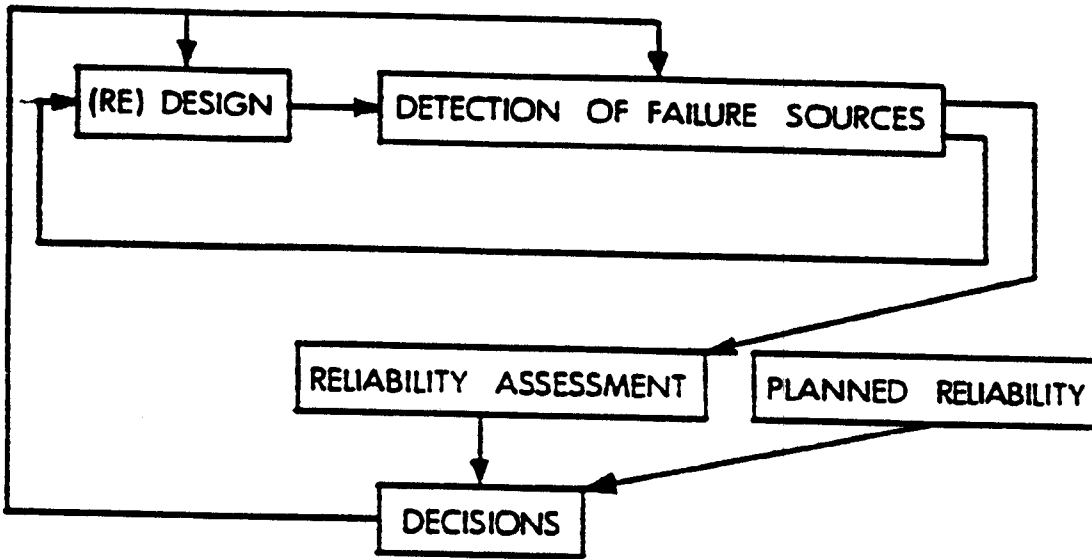 (RE) DESIGN
DETECTION OF FAILURE SOURCES
RELIABILITY ASSESSMENT
PLANNED RELIABILITY
DECISIONS